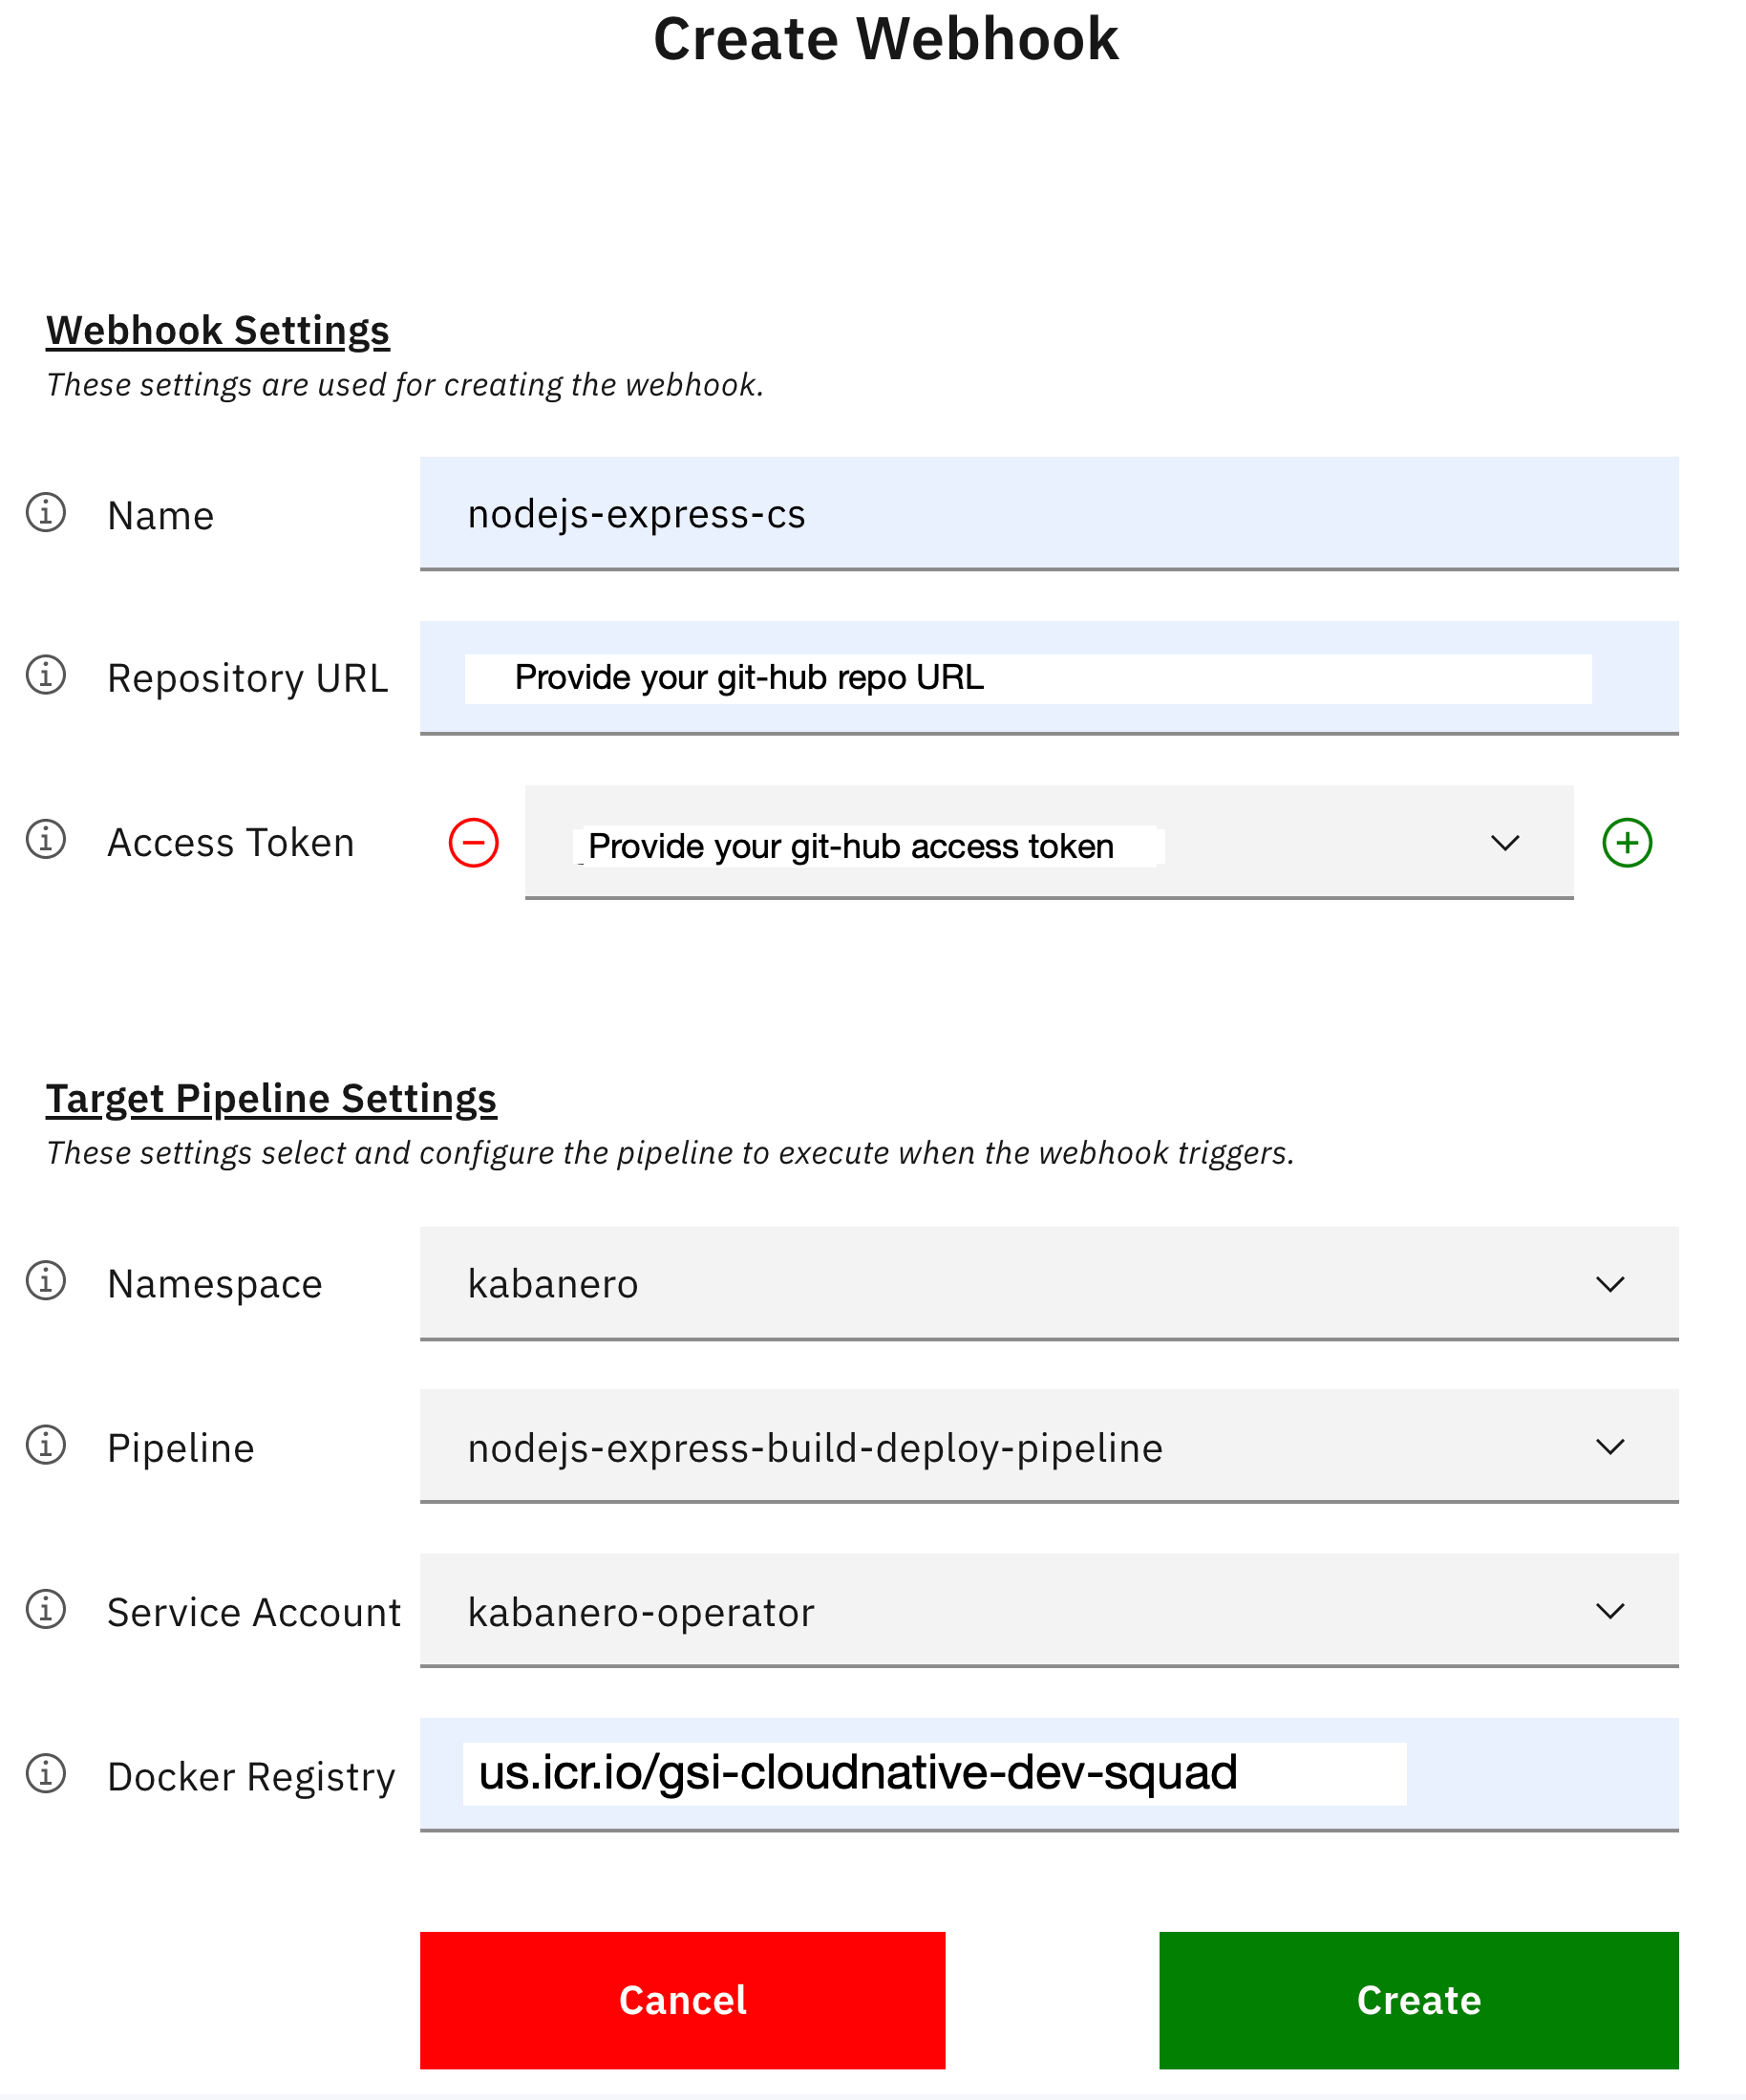 Create Webhook
Webhook Settings
These settings are used for creating the webhook.
Name nodejs-express-cs
Repository URL Provide your git-hub repo URL
Access Token Provide your git-hub access token
Target Pipeline Settings
These settings select and configure the pipeline to execute when the webhook triggers.
Namespace kabanero
Pipeline nodejs-express-build-deploy-pipeline
Service Account kabanero-operator
Docker Registry us.icr.io/gsi-cloudnative-dev-squad
Cancel Create